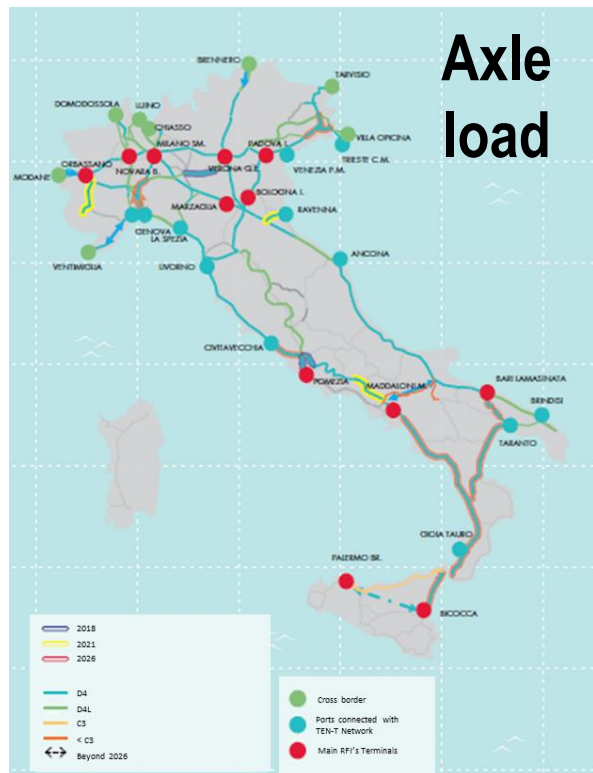 Axle
load
BRENNERO
TARVISIO
DOMODOSSOLA
LUINO
CHIASSO
MILANO SM.
PADOVA I.
VILLA OPICINA
TRIESTE C.M.
ORBASSANO
NOVARA B.
VERONA G.E.
VENEZIA P.M.
MODANE
BOLOGNA I.
MARZAGLIA
RAVENNA
GENOVA
LA SPEZIA
ANCONA
VENTIMIGLIA
LIVORNO
CIVITAVECCHIA
POMEZIA
MADDALONI M.
BARI LAMASINATA
BRINDISI
TARANTO
GIOIA TAURO
PALERMO BR.
BICOCCA
2018
2021
2026
D4
D4L
C3
< C3
Beyond 2026
Cross border
Ports connected with
TEN-T Network
Main RFI's Terminals